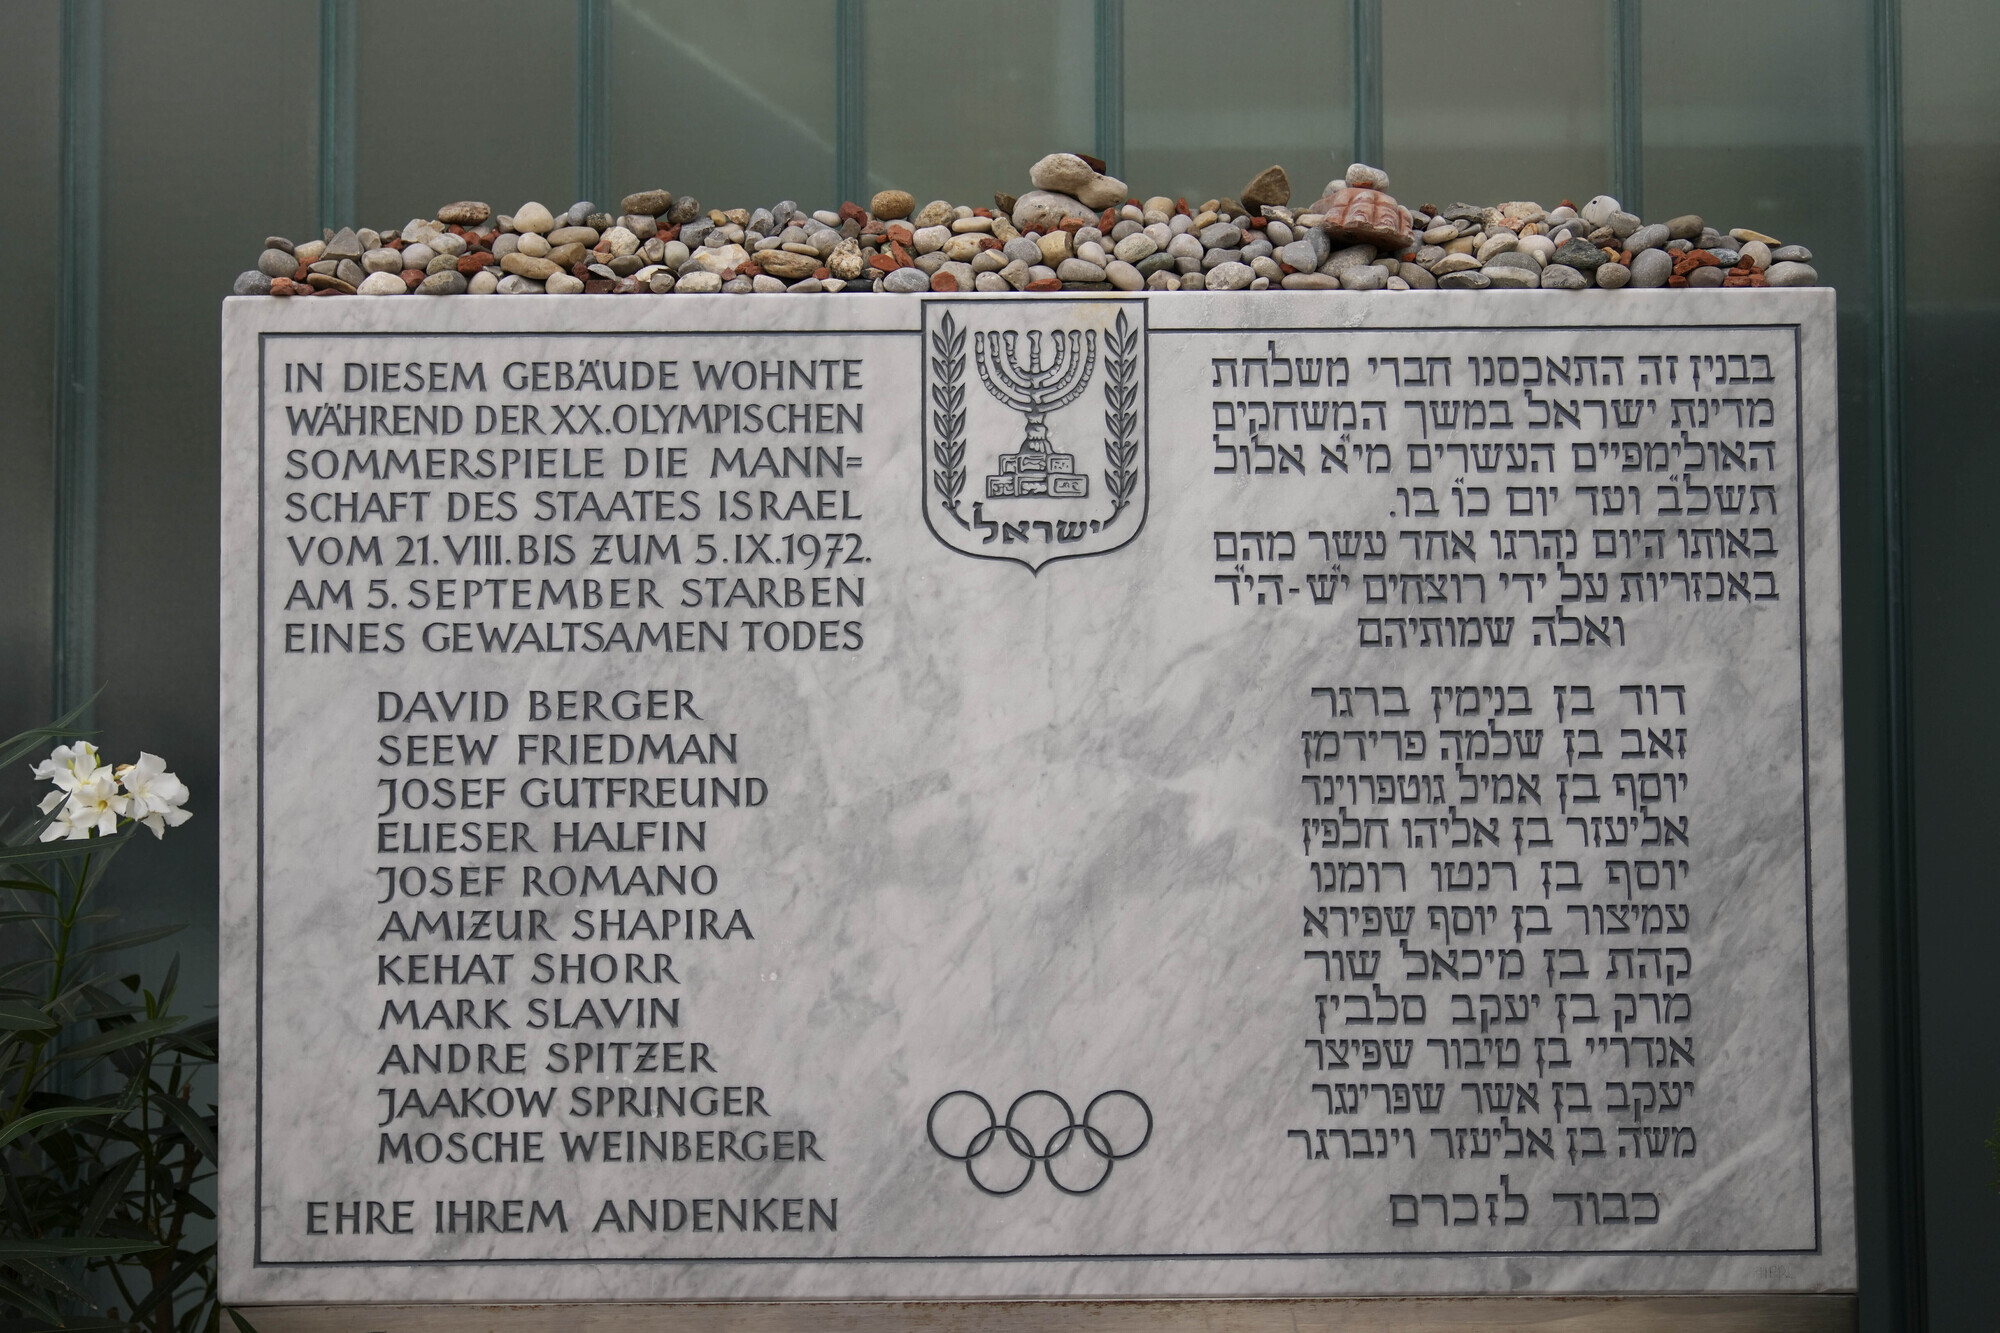 IN DIESEM GEBÄUDE WOHNTE
WÄHREND DER XX. OLYMPISCHEN
SOMMERSPIELE DIE MANN=
SCHAFT DES STAATES ISRAEL
VOM 21.VIII. BIS ZUM 5.IX.1972.
AM 5. SEPTEMBER STARBEN
EINES GEWALTSAMEN TODES
DAVID BERGER
SEEW FRIEDMAN
JOSEF GUTFREUND
ELIESER HALFIN
JOSEF ROMANO
AMIZUR SHAPIRA
KEHAT SHORR
MARK SLAVIN
ANDRE SPITZER
JAAKOW SPRINGER
MOSCHE WEINBERGER
EHRE IHREM ANDENKEN
ישראל
בבנין זה התאכסנו חברי משלחת
מדינת ישראל במשך המשחקים
האולימפיים העשרים מי"א אלול
תשל"ב ועד יום כ"ו בו.
באותו היום נהרגו אחד עשר מהם
באכזריות על ידי רוצחים יש"-הי"ד
ואלה שמותיהם
דוד בן בנימין ברגר
זאב בן שלמה פרידמן
יוסף בן אמיל גוטפרוינד
אליעזר בן אליהו חלפין
יוסף בן רנטו רומנו
עמיצור בן יוסף שפירא
קהת בן מיכאל שור
מרק בן יעקב סלבין
אנדריי בן טיבור שפיצר
יעקב בן אשר שפרינגר
משה בן אליעזר וינברגר
כבוד לזכרם